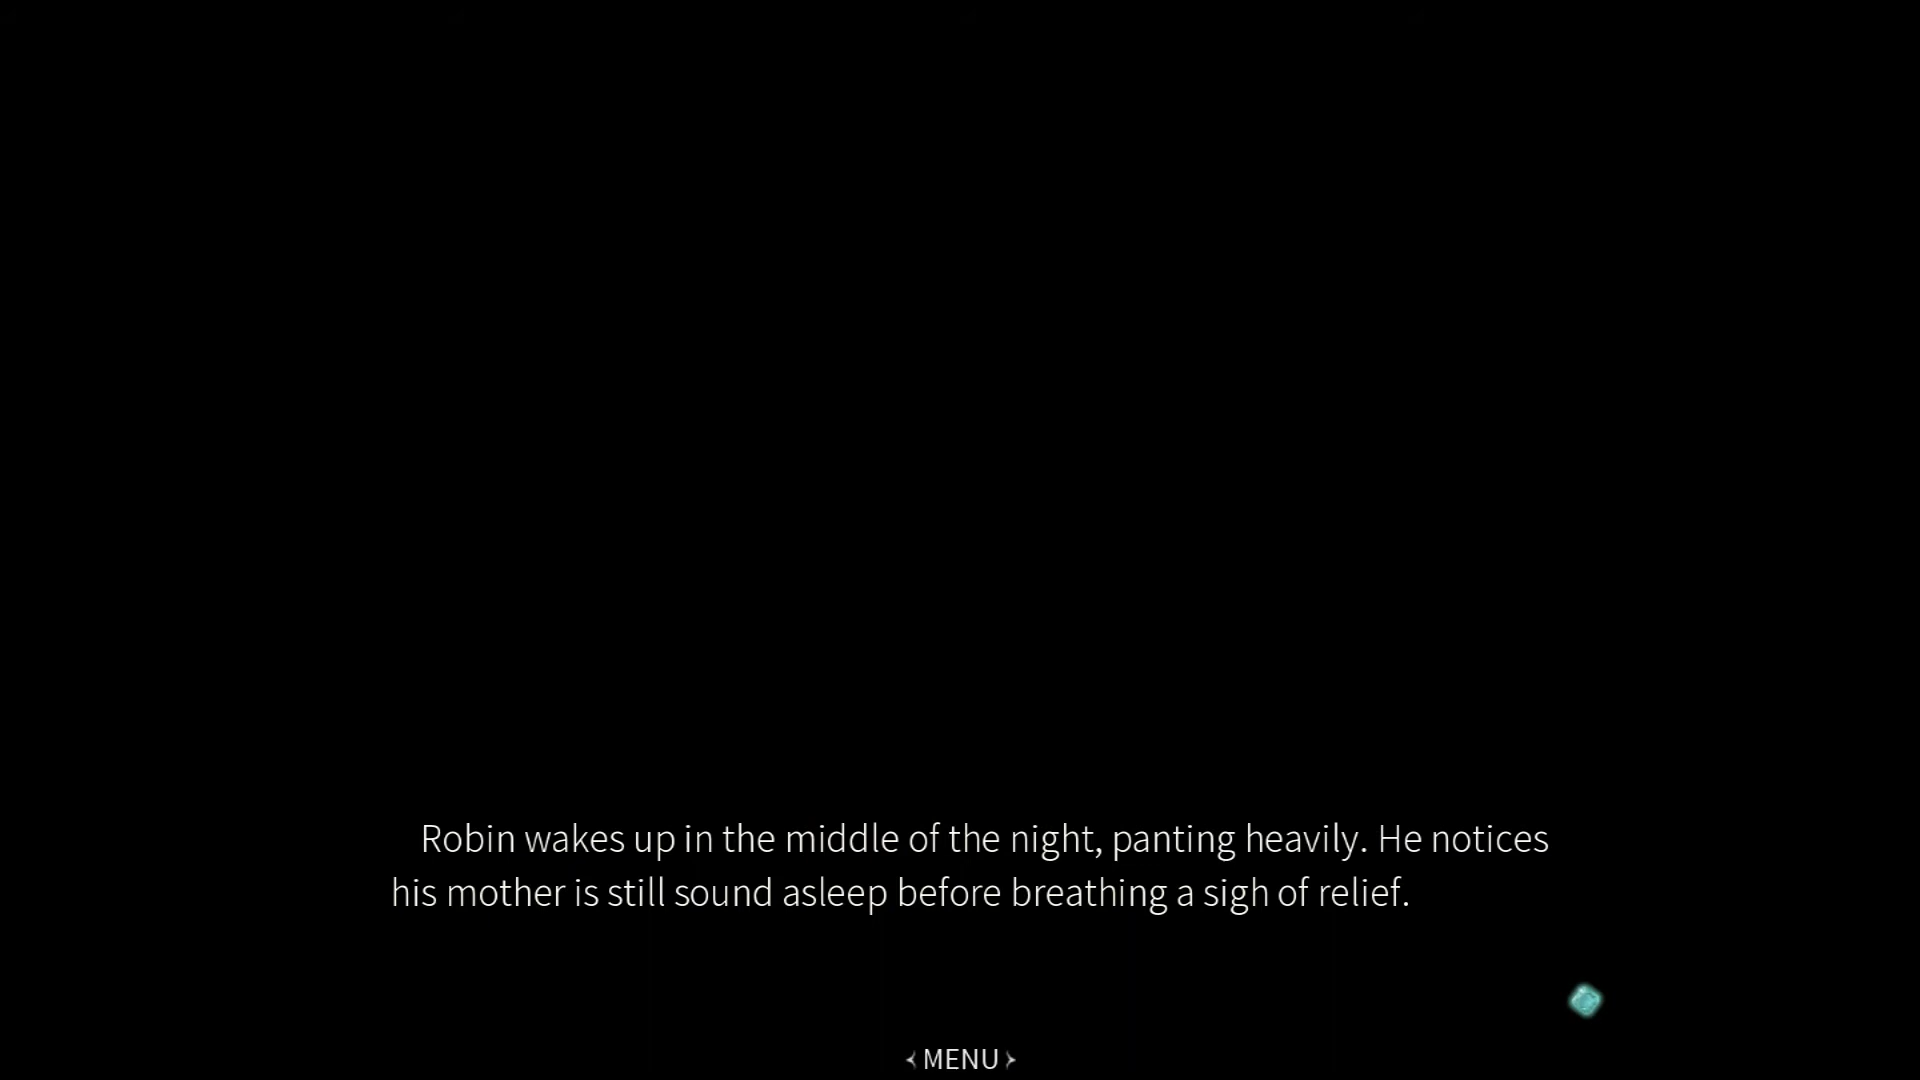 Robin wakes up in the middle of the night, panting heavily. He notices
his mother is still sound asleep before breathing a sigh of relief.
MENU